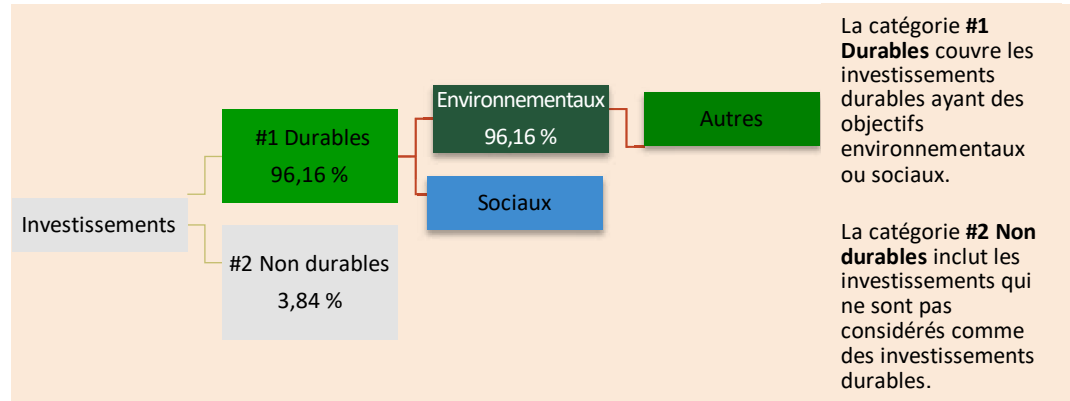 Investissements
#1 Durables
96,16 %
#2 Non durables
3,84 %
Environnementaux
96,16 %
Sociaux
Autres
La catégorie #1
Durables couvre les
investissements
durables ayant des
objectifs
environnementaux
ou sociaux.
La catégorie #2 Non
durables inclut les
investissements qui
ne sont pas
considérés comme
des investissements
durables.